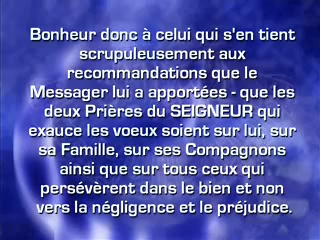 Bonheur donc à celui qui s'en tient
scrupuleusement aux
recommandations que le
Messager lui a apportées - que les
deux Prières du SEIGNEUR qui
exauce les voeux soient sur lui, sur
sa Famille, sur ses Compagnons
ainsi que sur tous ceux qui
persévèrent dans le bien et non
vers la négligence et le préjudice.